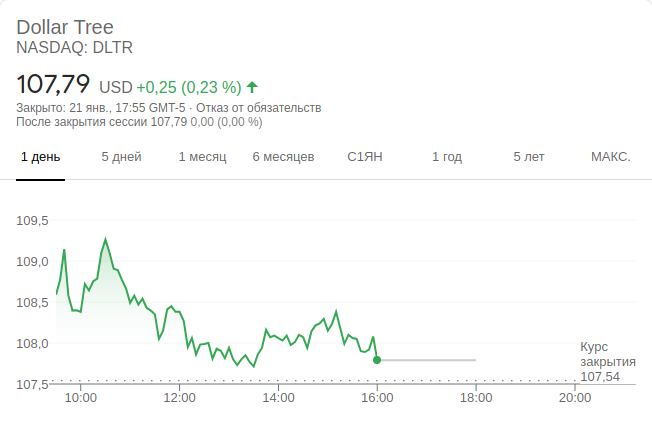 Dollar Tree
NASDAQ: DLTR
107,79 USD +0,25 (0,23 %)
Закрыто: 21 янв., 17:55 GMT-5 · Отказ от обязательств
После закрытия сессии 107,79 0,00 (0,00 %)
1 день 5 дней 1 месяц 6 месяцев С1ЯН 1 год 5 лет МАКС.
109,5
109,0
108,5
108,0
Курс
закрытия
107,54
107,5
10:00 12:00 14:00 16:00 18:00 20:00